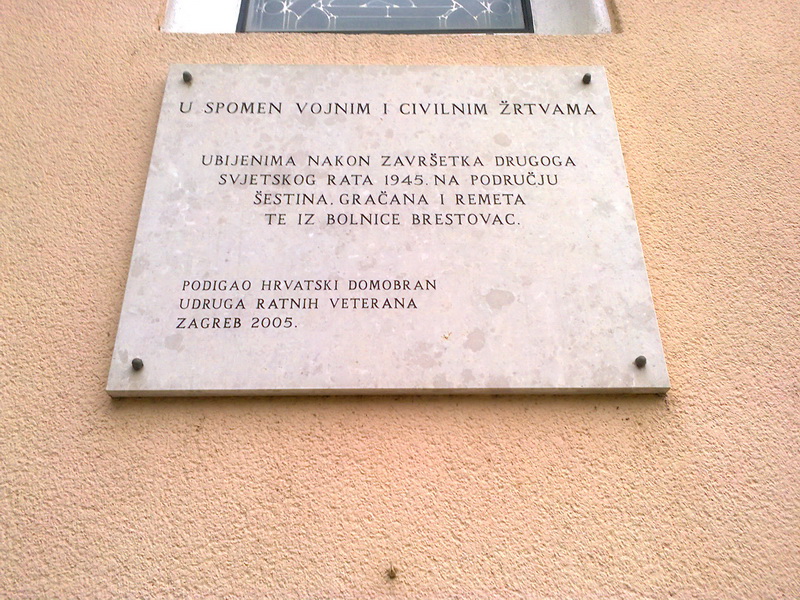 U SPOMEN VOJNIM I CIVILNIM ŽRTVAMA
UBIJENIMA NAKON ZAVRŠETKA DRUGOGA
SVJETSKOG RATA 1945. NA PODRUČJU
ŠESTINA, GRAČANA I REMETA
TE IZ BOLNICE BRESTOVAC.
PODIGAO HRVATSKI DOMOBRAN
UDRUGA RATNIH VETERANA
ZAGREB 2005.